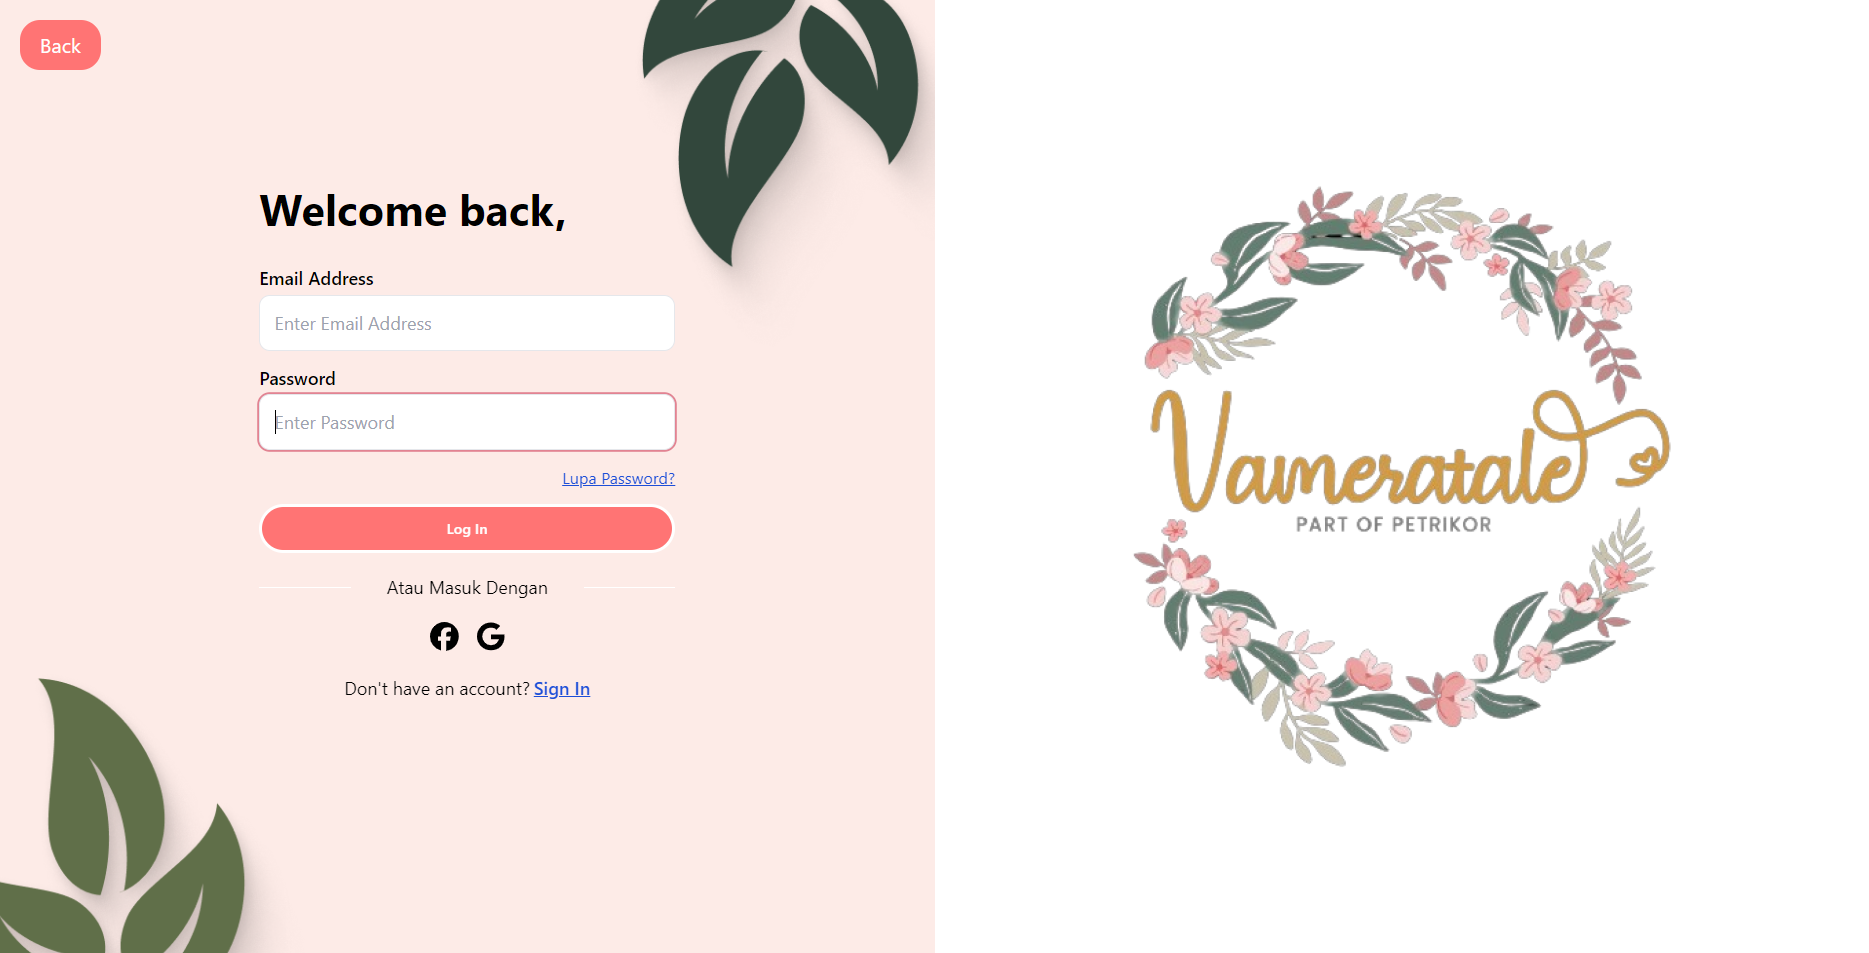 Back
Welcome back,
Email Address
Enter Email Address
Password
Enter Password
Lupa Password?
Log In
Atau Masuk Dengan
Don't have an account? Sign In
Vameratale
PART OF PETRIKOR